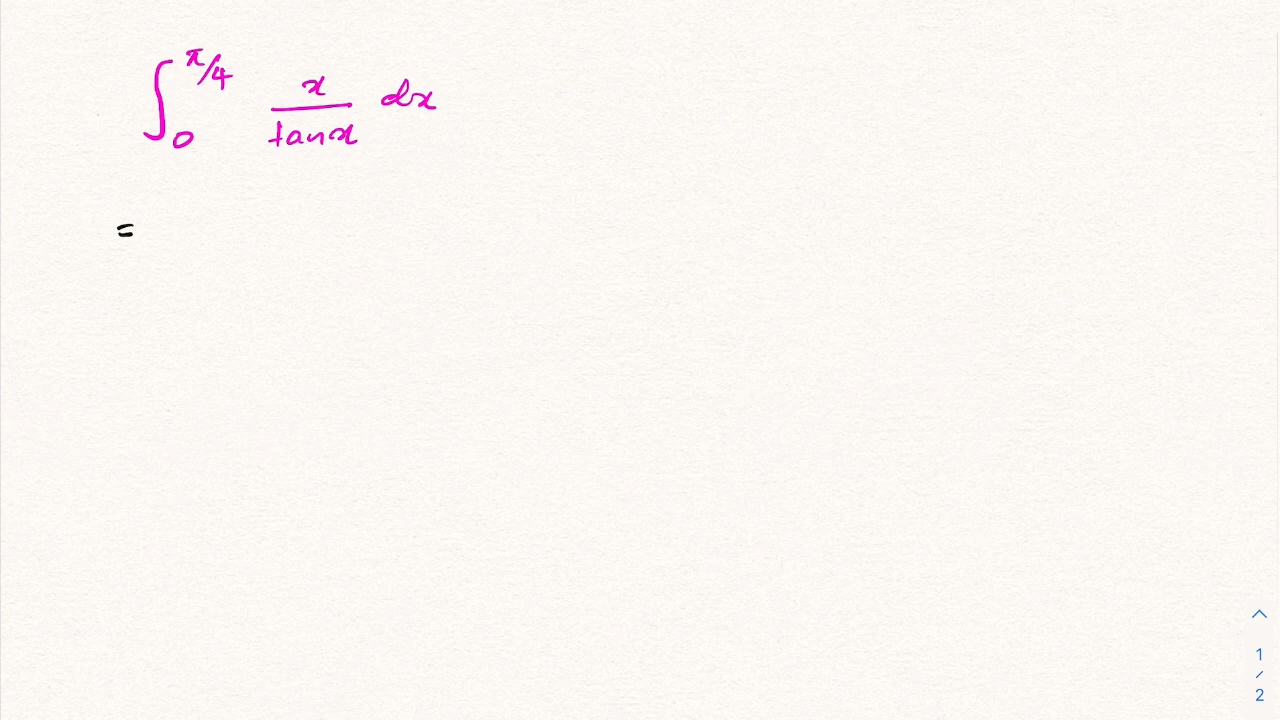 ∫₀^π/4 x/tanx dx
=
1
/
2